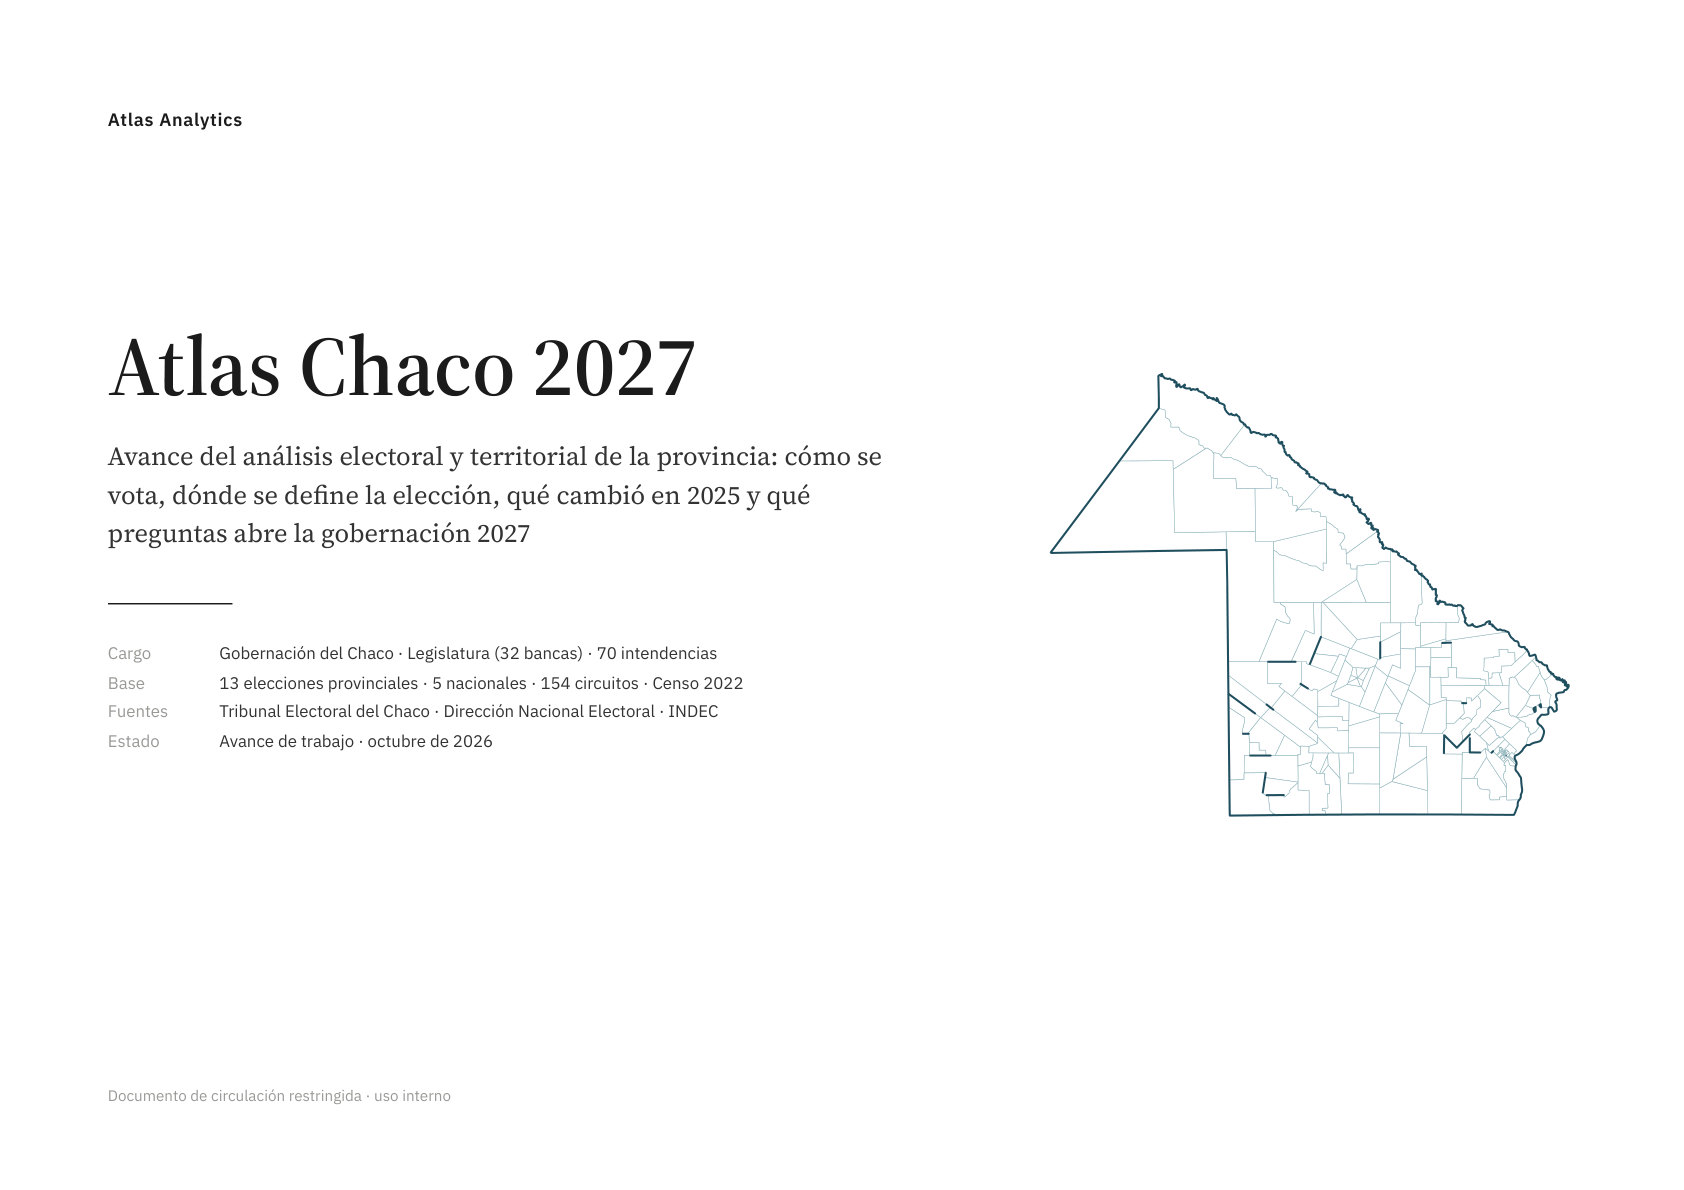 Atlas Analytics
Atlas Chaco 2027
Avance del análisis electoral y territorial de la provincia: cómo se
vota, dónde se define la elección, qué cambió en 2025 y qué
preguntas abre la gobernación 2027
Cargo Gobernación del Chaco · Legislatura (32 bancas) · 70 intendencias
Base 13 elecciones provinciales · 5 nacionales · 154 circuitos · Censo 2022
Fuentes Tribunal Electoral del Chaco · Dirección Nacional Electoral · INDEC
Estado Avance de trabajo · octubre de 2026
Documento de circulación restringida · uso interno